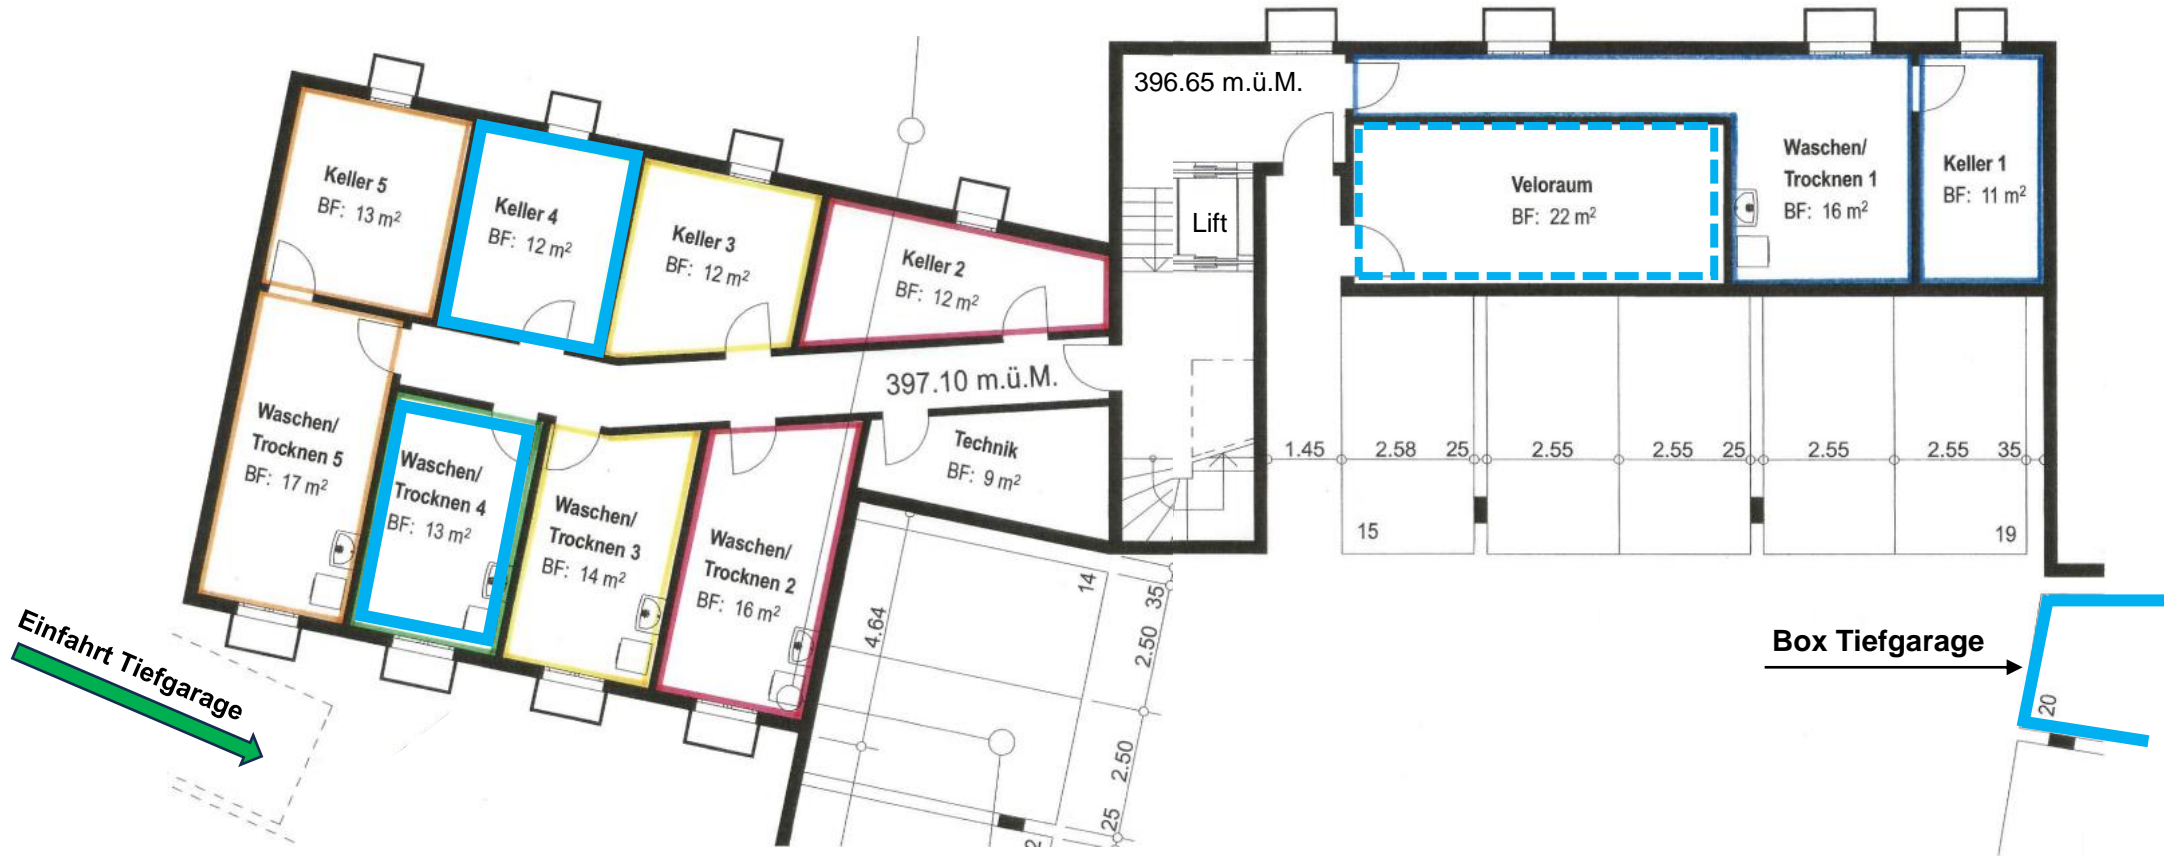 396.65 m.ü.M.
Keller 5
BF: 13 m²
Keller 4
BF: 12 m²
Keller 3
BF: 12 m²
Keller 2
BF: 12 m²
Lift
Veloraum
BF: 22 m²
Waschen/
Trocknen 1
BF: 16 m²
Keller 1
BF: 11 m²
397.10 m.ü.M.
Waschen/
Trocknen 5
BF: 17 m²
Waschen/
Trocknen 4
BF: 13 m²
Waschen/
Trocknen 3
BF: 14 m²
Waschen/
Trocknen 2
BF: 16 m²
Technik
BF: 9 m²
1.45 2.58 25 2.55 2.55 25 2.55 2.55 35
15
19
14
35
4.64
2.50
2.50
25
Einfahrt Tiefgarage
Box Tiefgarage
20